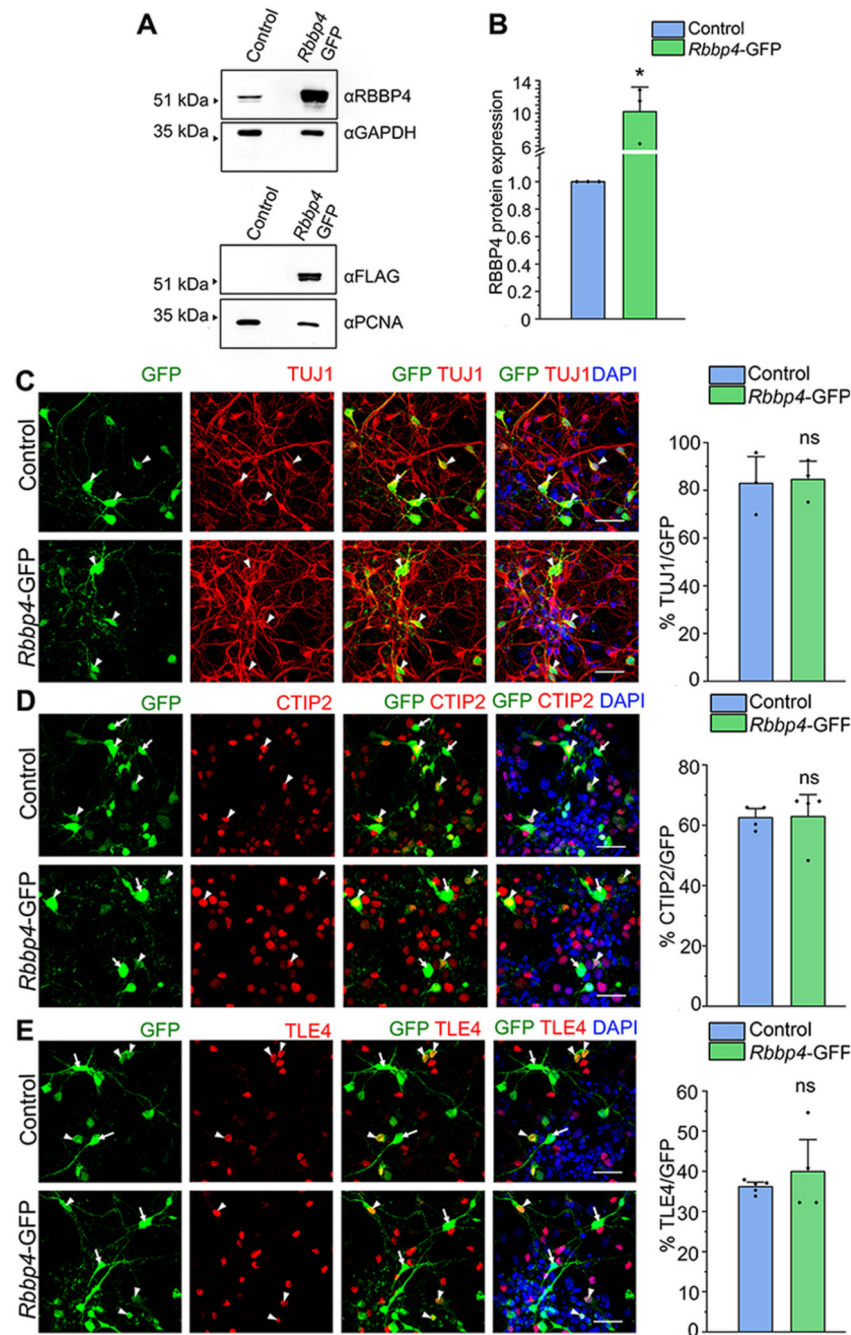 A
Control
Rbbp4
GFP
51 kDa
αRBBP4
35 kDa
αGAPDH
Control
Rbbp4
GFP
51 kDa
αFLAG
35 kDa
αPCNA
B
Control
Rbbp4-GFP
RBBP4 protein expression
14
12
10
8
6
1.0
0.8
0.6
0.4
0.2
0
*
C
GFP
TUJ1
GFP TUJ1
GFP TUJ1DAPI
Control
Rbbp4-GFP
Control
Rbbp4-GFP
% TUJ1/GFP
100
80
60
40
20
0
ns
D
GFP
CTIP2
GFP CTIP2
GFP CTIP2 DAPI
Control
Rbbp4-GFP
Control
Rbbp4-GFP
% CTIP2/GFP
80
60
40
20
0
ns
E
GFP
TLE4
GFP TLE4
GFP TLE4 DAPI
Control
Rbbp4-GFP
Control
Rbbp4-GFP
% TLE4/GFP
60
50
40
30
20
10
0
ns